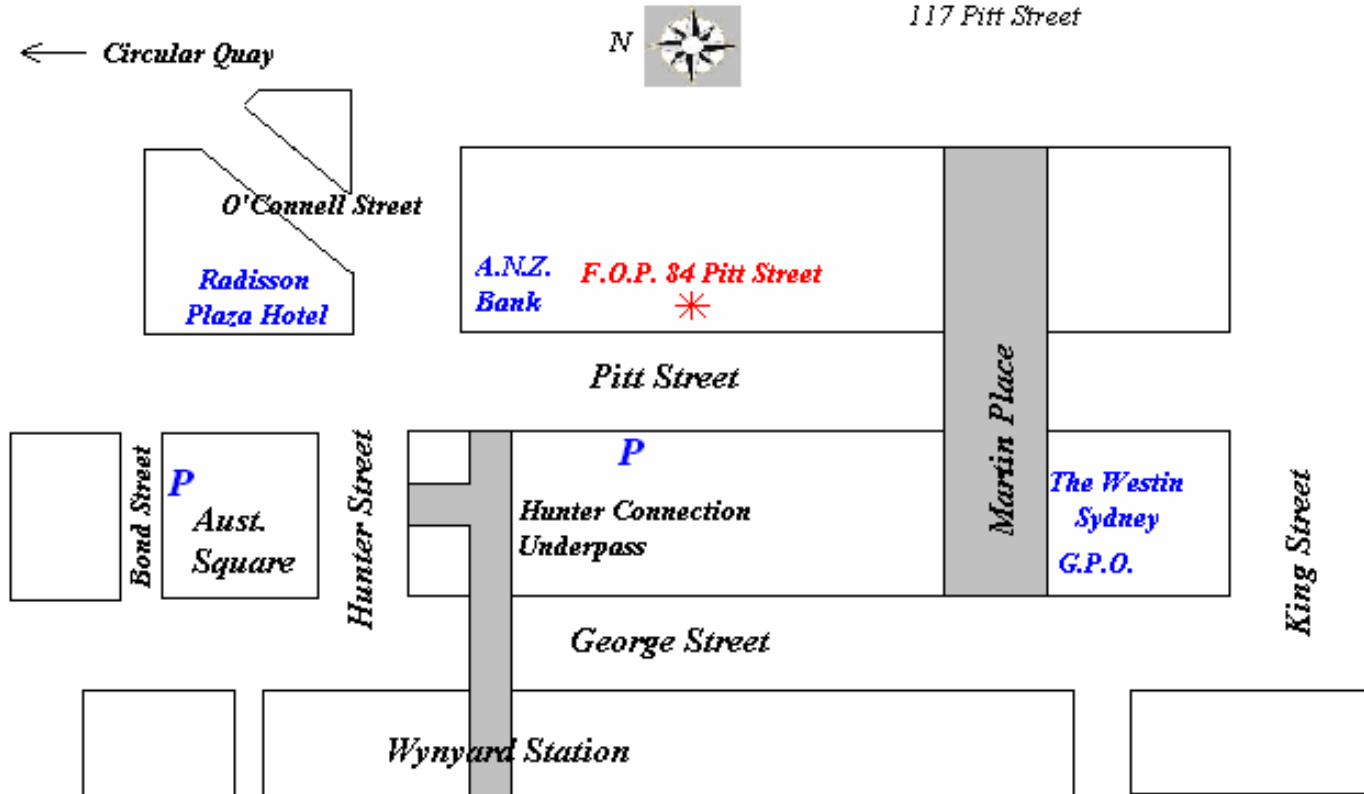 117 Pitt Street
N
Circular Quay
O'Connell Street
Radisson
Plaza Hotel
A.N.Z.
Bank
F.O.P. 84 Pitt Street
Pitt Street
Martin Place
P
Aust.
Square
Bond Street
Hunter Street
P
Hunter Connection
Underpass
The Westin
Sydney
G.P.O.
King Street
George Street
Wynyard Station